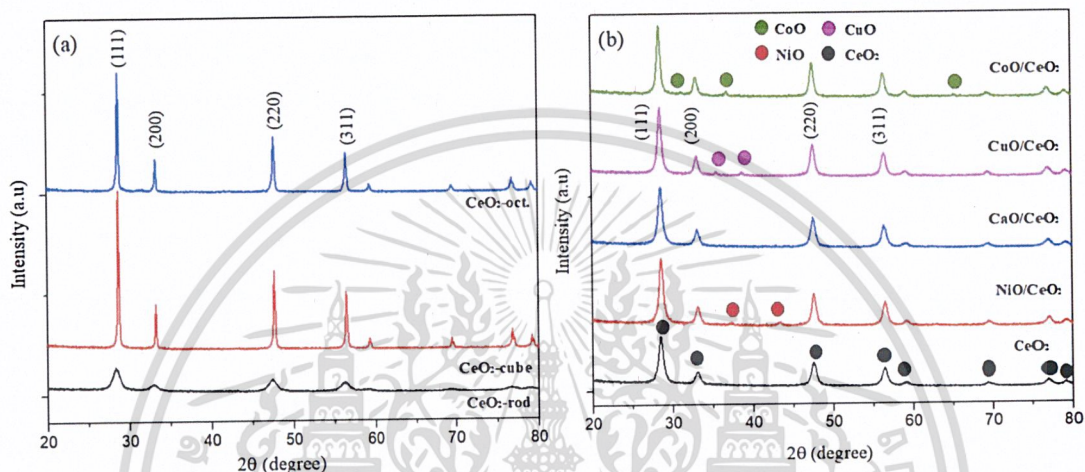 (a)
(111)
(200)
(220)
(311)
CeO₂-oct.
CeO₂-cube
CeO₂-rod
Intensity (a.u)
20 30 40 50 60 70 80
2θ (degree)
(b)
CoO CuO
NiO CeO₂
CoO/CeO₂
(111)
(200)
(220)
(311)
CuO/CeO₂
CaO/CeO₂
NiO/CeO₂
CeO₂
Intensity (a.u)
20 30 40 50 60 70 80
2θ (degree)